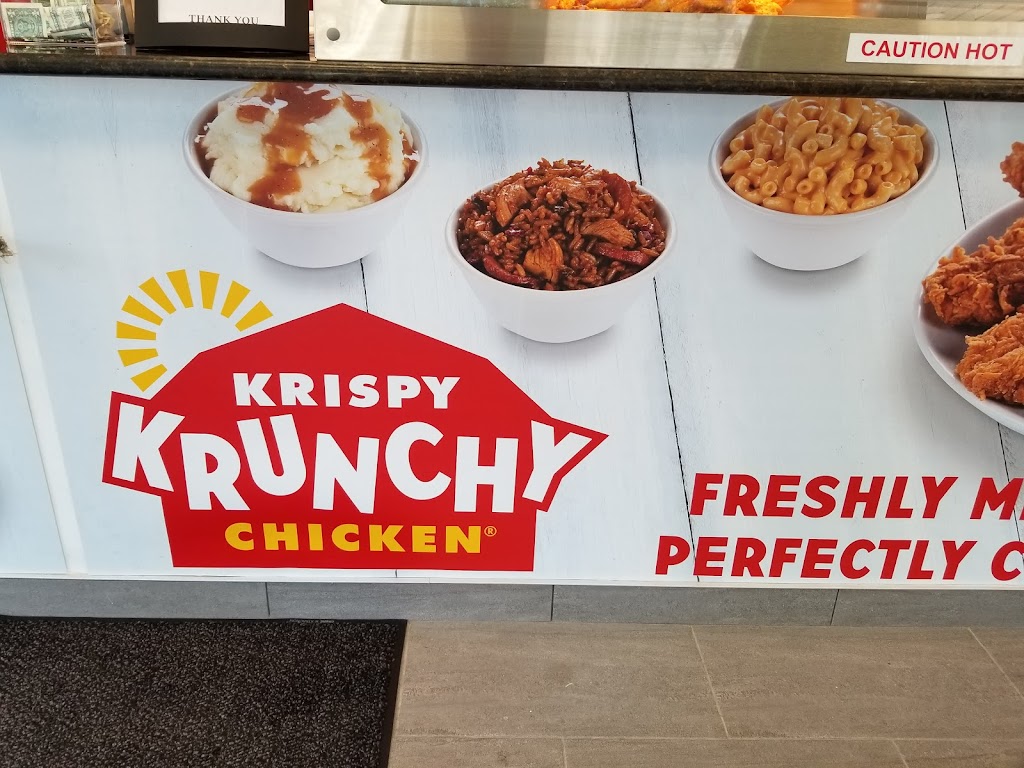 THANK YOU
CAUTION HOT
KRISPY
KRUNCHY
CHICKEN®
FRESHLY M
PERFECTLY C